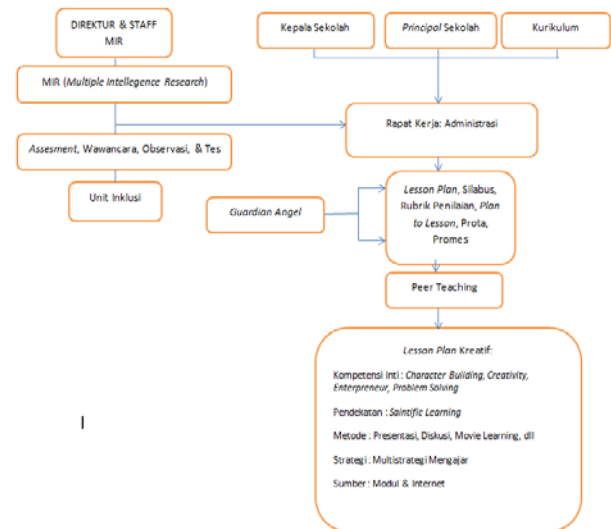 DIREKTUR & STAFF
MIR
Kepala Sekolah
Principal Sekolah
Kurikulum
MIR (Multiple Intellegence Research)
Rapat Kerja: Administrasi
Assesment, Wawancara, Observasi, & Tes
Unit Inklusi
Guardian Angel
Lesson Plan, Silabus,
Rubrik Penilaian, Plan
to Lesson, Prota,
Promes
Peer Teaching
Lesson Plan Kreatif:
Kompetensi Inti : Character Building, Creativity,
Enterpreneur, Problem Solving
Pendekatan : Saintific Learning
Metode : Presentasi, Diskusi, Movie Learning, dll
Strategi : Multistrategi Mengajar
Sumber : Modul & Internet